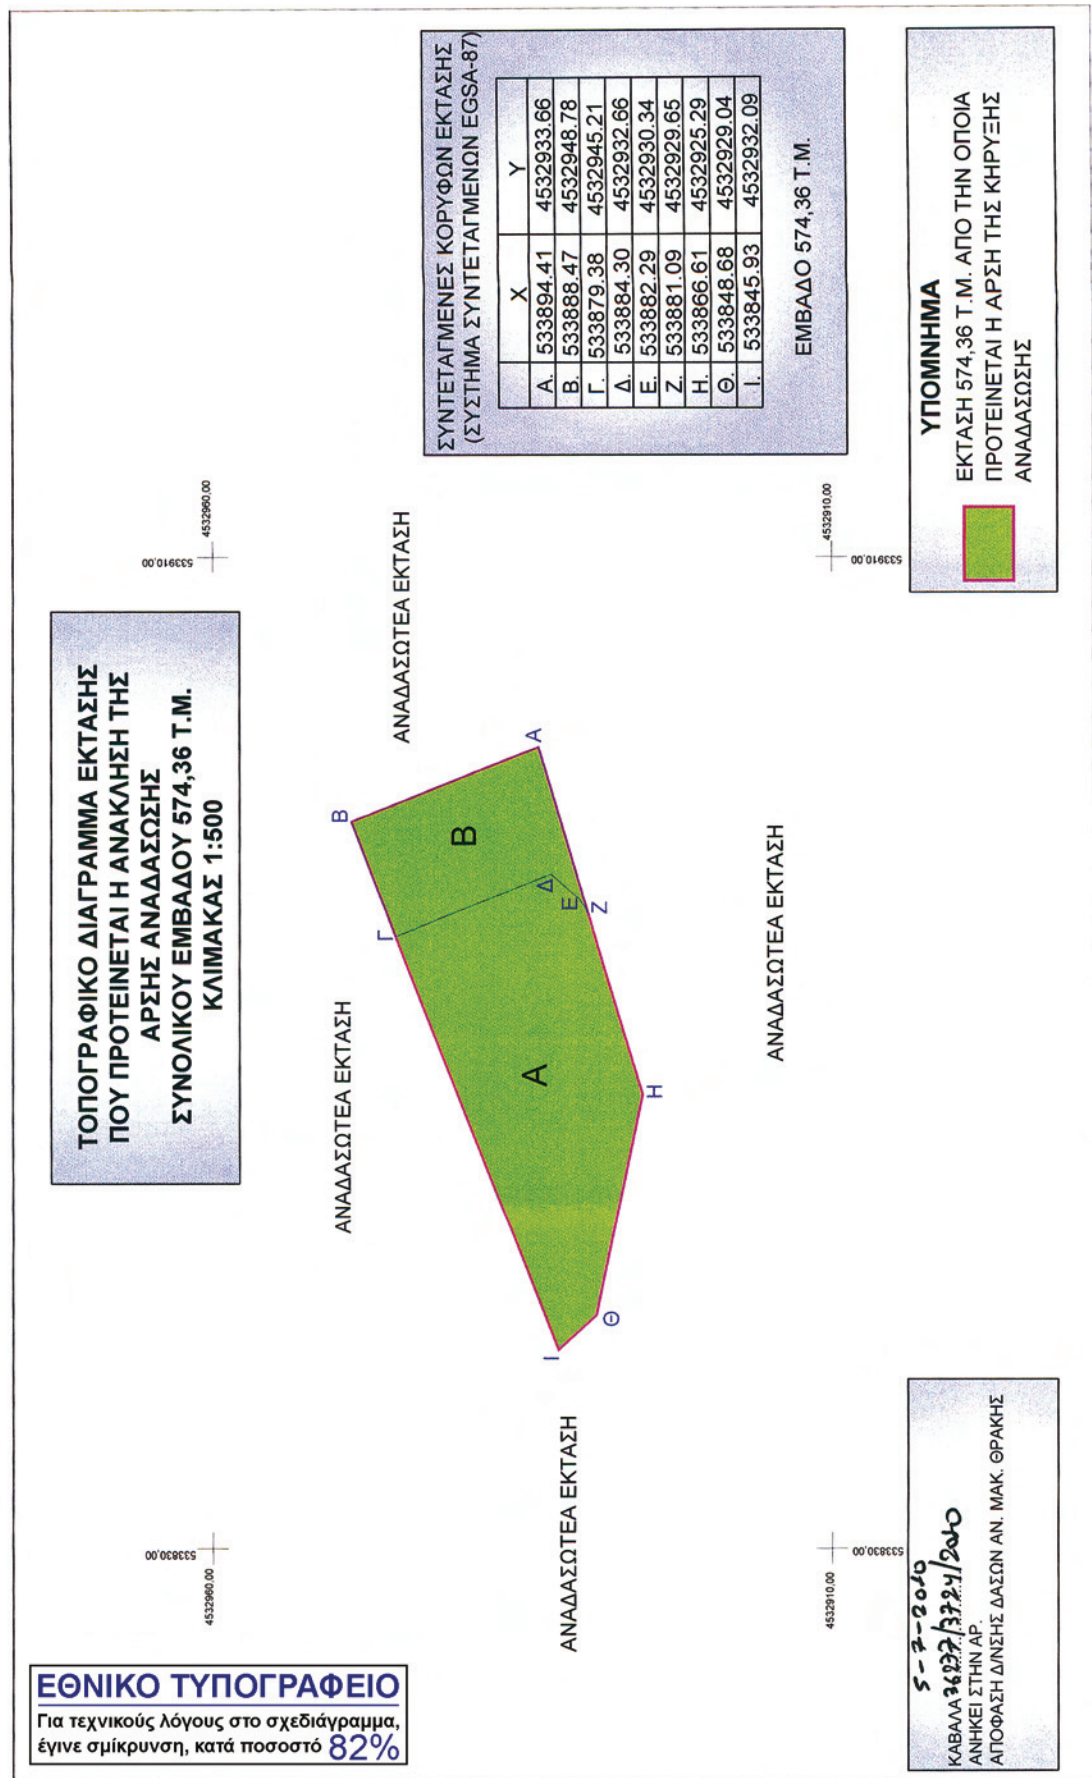 ΤΟΠΟΓΡΑΦΙΚΟ ΔΙΑΓΡΑΜΜΑ ΕΚΤΑΣΗΣ
ΠΟΥ ΠΡΟΤΕΙΝΕΤΑΙ Η ΑΝΑΚΛΗΣΗ ΤΗΣ
ΑΡΣΗΣ ΑΝΑΔΑΣΩΣΗΣ
ΣΥΝΟΛΙΚΟΥ ΕΜΒΑΔΟΥ 574,36 Τ.Μ.
ΚΛΙΜΑΚΑΣ 1:500
533830,00
4532960,00
533910,00
4532960,00
ΑΝΑΔΑΣΩΤΕΑ ΕΚΤΑΣΗ
ΑΝΑΔΑΣΩΤΕΑ ΕΚΤΑΣΗ
ΑΝΑΔΑΣΩΤΕΑ ΕΚΤΑΣΗ
ΑΝΑΔΑΣΩΤΕΑ ΕΚΤΑΣΗ
Β
Γ
Β
Α
Δ
Ε
Ζ
Α
Ι
Θ
Η
533830,00
4532910,00
533910,00
4532910,00
ΣΥΝΤΕΤΑΓΜΕΝΕΣ ΚΟΡΥΦΩΝ ΕΚΤΑΣΗΣ
(ΣΥΣΤΗΜΑ ΣΥΝΤΕΤΑΓΜΕΝΩΝ EGSA-87)
X Y
Α. 533894.41 4532933.66
Β. 533888.47 4532948.78
Γ. 533879.38 4532945.21
Δ. 533884.30 4532932.66
Ε. 533882.29 4532930.34
Ζ. 533881.09 4532929.65
Η. 533866.61 4532925.29
Θ. 533848.68 4532929.04
Ι. 533845.93 4532932.09
ΕΜΒΑΔΟ 574,36 Τ.Μ.
ΥΠΟΜΝΗΜΑ
ΕΚΤΑΣΗ 574,36 Τ.Μ. ΑΠΟ ΤΗΝ ΟΠΟΙΑ
ΠΡΟΤΕΙΝΕΤΑΙ Η ΑΡΣΗ ΤΗΣ ΚΗΡΥΞΗΣ
ΑΝΑΔΑΣΩΣΗΣ
5-7-2010
ΚΑΒΑΛΑ 36237/3724/2010
ΑΝΗΚΕΙ ΣΤΗΝ ΑΡ.
ΑΠΟΦΑΣΗ Δ/ΝΣΗΣ ΔΑΣΩΝ ΑΝ. ΜΑΚ. ΘΡΑΚΗΣ
ΕΘΝΙΚΟ ΤΥΠΟΓΡΑΦΕΙΟ
Για τεχνικούς λόγους στο σχεδιάγραμμα,
έγινε σμίκρυνση, κατά ποσοστό 82%